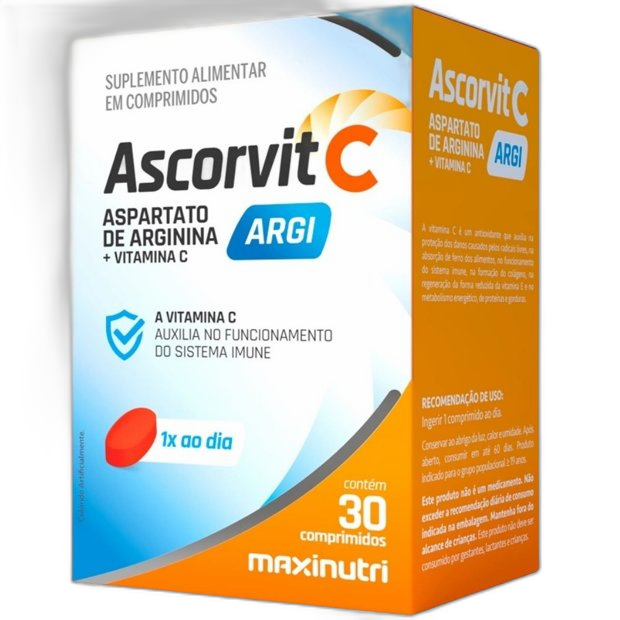 SUPLEMENTO ALIMENTAR
EM COMPRIMIDOS
Ascorvit C
ASPARTATO
DE ARGININA
+ VITAMINA C
ARGI
A VITAMINA C
AUXILIA NO FUNCIONAMENTO
DO SISTEMA IMUNE
1x ao dia
Colorido Artificialmente.
contém
30
comprimidos
maxinutri
Ascorvit C
ASPARTATO
DE ARGININA
+ VITAMINA C
ARGI
A vitamina C é um antioxidante que auxilia na
proteção dos danos causados pelos radicais livres, na
absorção de ferro dos alimentos, no funcionamento
do sistema imune, na formação do colágeno, na
regeneração da forma reduzida da vitamina E e no
metabolismo energético, de proteínas e gorduras.
RECOMENDAÇÃO DE USO:
Ingerir 1 comprimido ao dia.
Conservar ao abrigo da luz, calor e umidade. Após
aberto, consumir em até 60 dias. Produto
indicado para o grupo populacional ≥ 19 anos.
Este produto não é um medicamento. Não
exceder a recomendação diária de consumo
indicada na embalagem. Mantenha fora do
alcance de crianças. Este produto não deve ser
consumido por gestantes, lactantes e crianças.